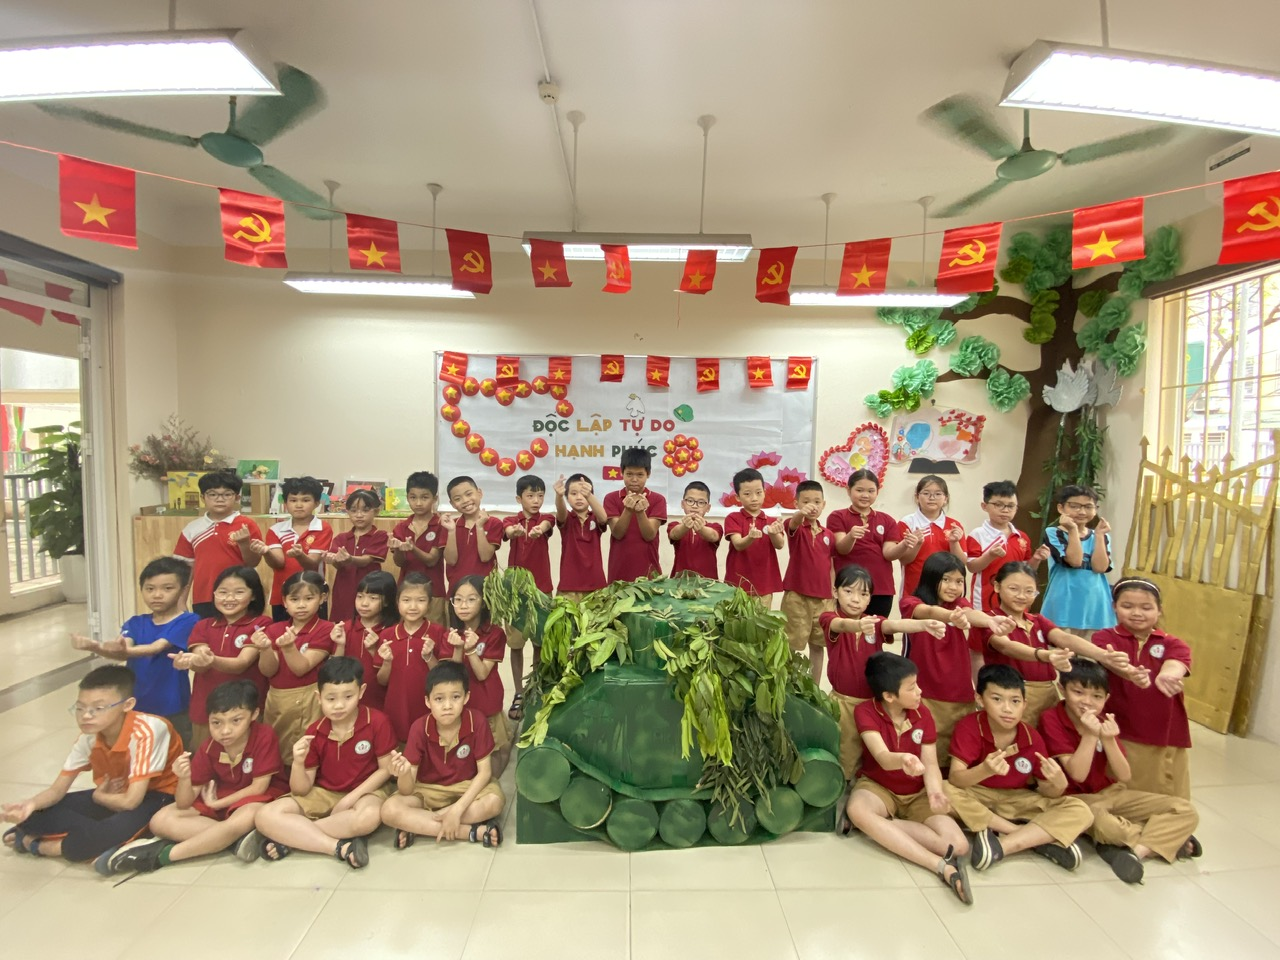 ĐỘC LẬP TỰ DO
HẠNH PHÚC